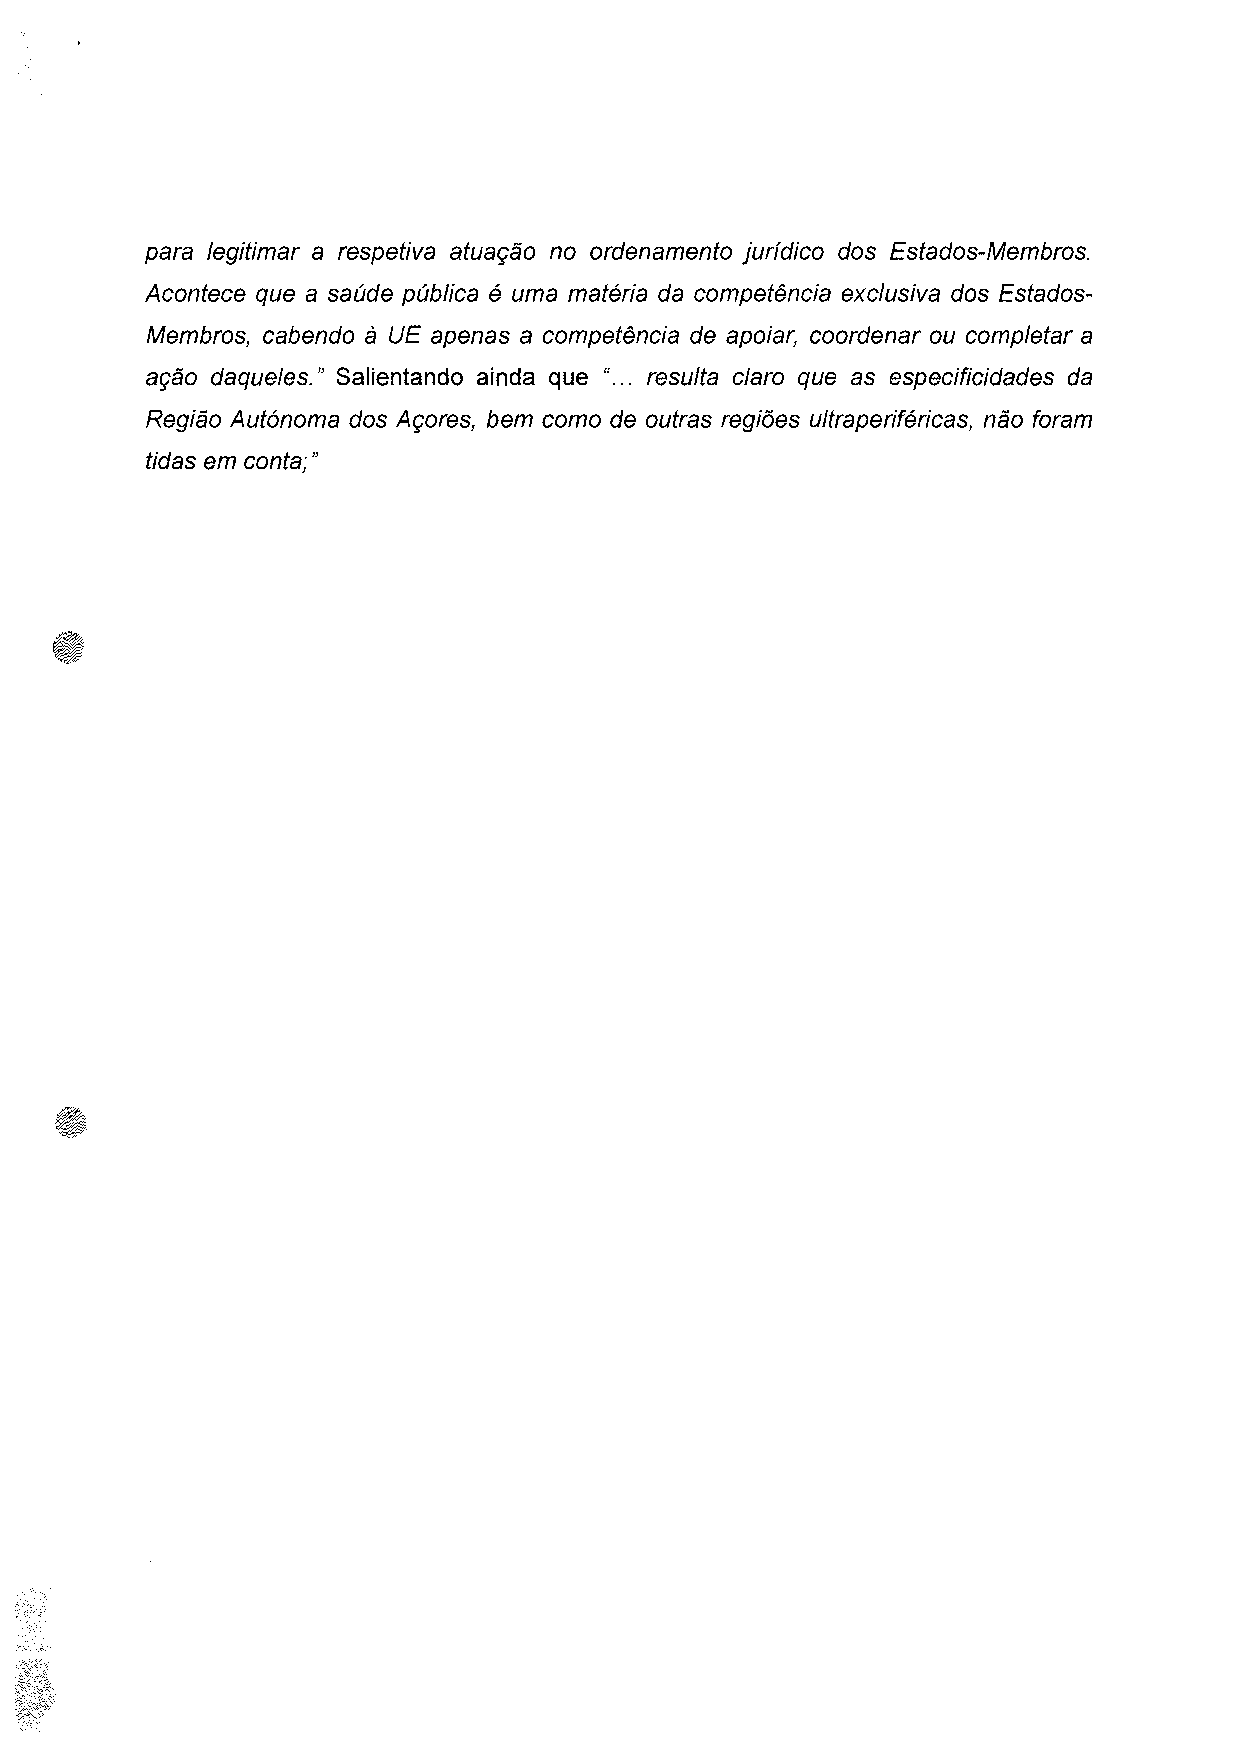 para legitimar a respetiva atuação no ordenamento jurídico dos Estados-Membros.
Acontece que a saúde pública é uma matéria da competência exclusiva dos Estados-
Membros, cabendo à UE apenas a competência de apoiar, coordenar ou completar a
ação daqueles.” Salientando ainda que “... resulta claro que as especificidades da
Região Autónoma dos Açores, bem como de outras regiões ultraperiféricas, não foram
tidas em conta;”